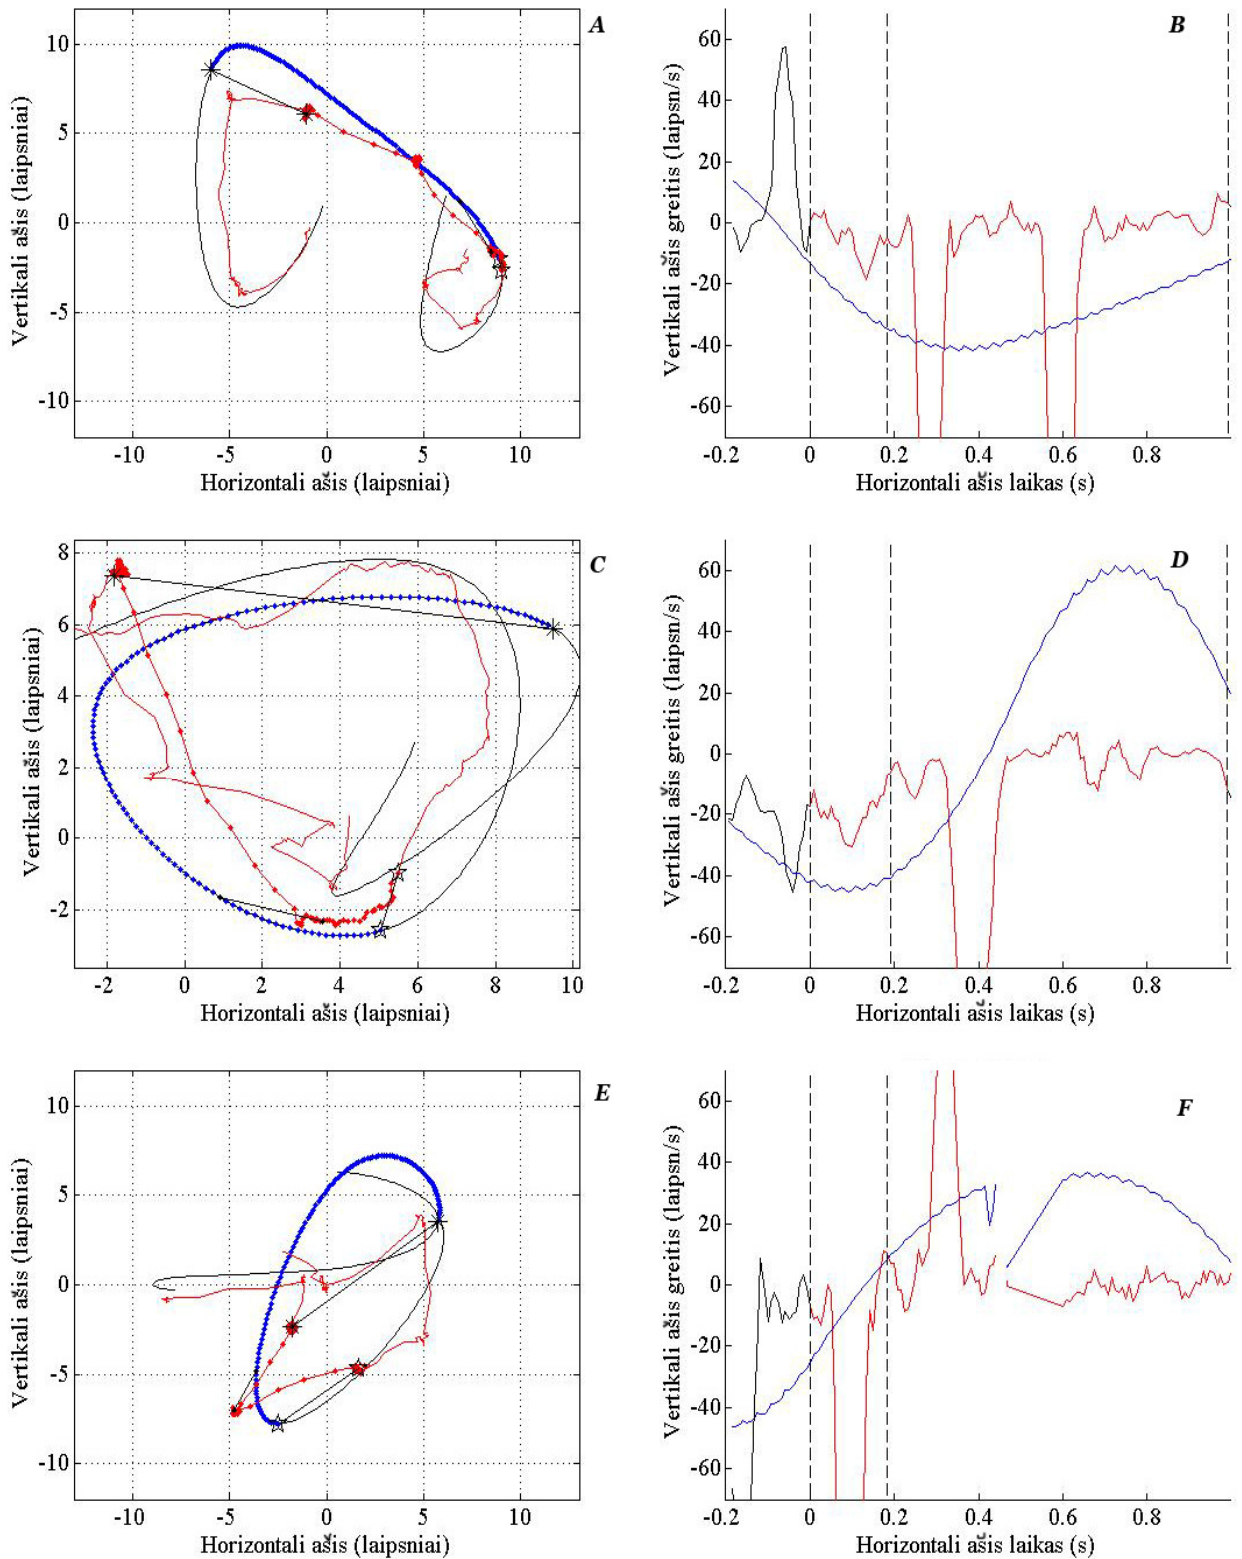 A
10
5
0
-5
-10
Vertikali ašis (laipsniai)
-10 -5 0 5 10
Horizontali ašis (laipsniai)
B
60
40
20
0
-20
-40
-60
Vertikali ašis greitis (laipsn/s)
-0.2 0 0.2 0.4 0.6 0.8
Horizontali ašis laikas (s)
C
8
6
4
2
0
-2
Vertikali ašis (laipsniai)
-2 0 2 4 6 8 10
Horizontali ašis (laipsniai)
D
60
40
20
0
-20
-40
-60
Vertikali ašis greitis (laipsn/s)
-0.2 0 0.2 0.4 0.6 0.8
Horizontali ašis laikas (s)
E
10
5
0
-5
-10
Vertikali ašis (laipsniai)
-10 -5 0 5 10
Horizontali ašis (laipsniai)
F
60
40
20
0
-20
-40
-60
Vertikali ašis greitis (laipsn/s)
-0.2 0 0.2 0.4 0.6 0.8
Horizontali ašis laikas (s)